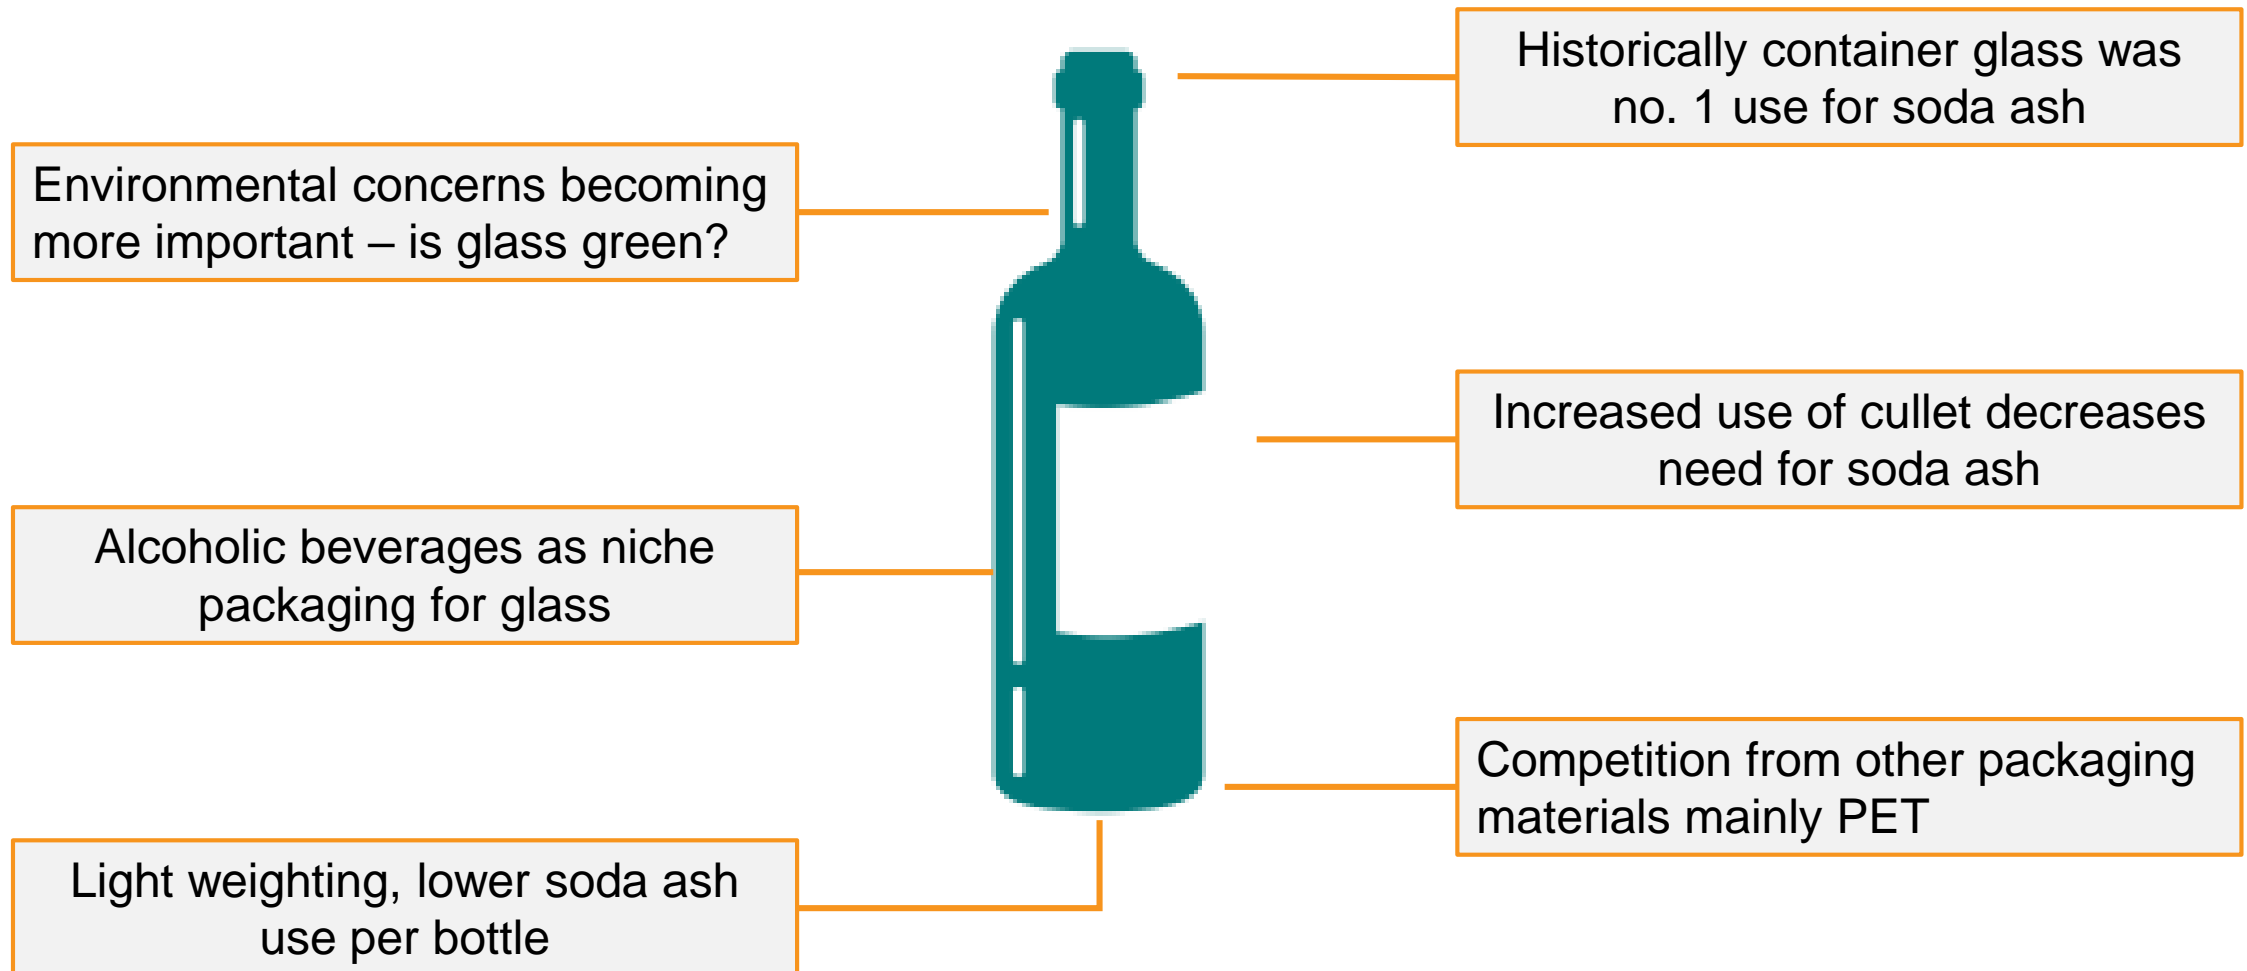 Historically container glass was
no. 1 use for soda ash
Environmental concerns becoming
more important – is glass green?
Increased use of cullet decreases
need for soda ash
Alcoholic beverages as niche
packaging for glass
Competition from other packaging
materials mainly PET
Light weighting, lower soda ash
use per bottle